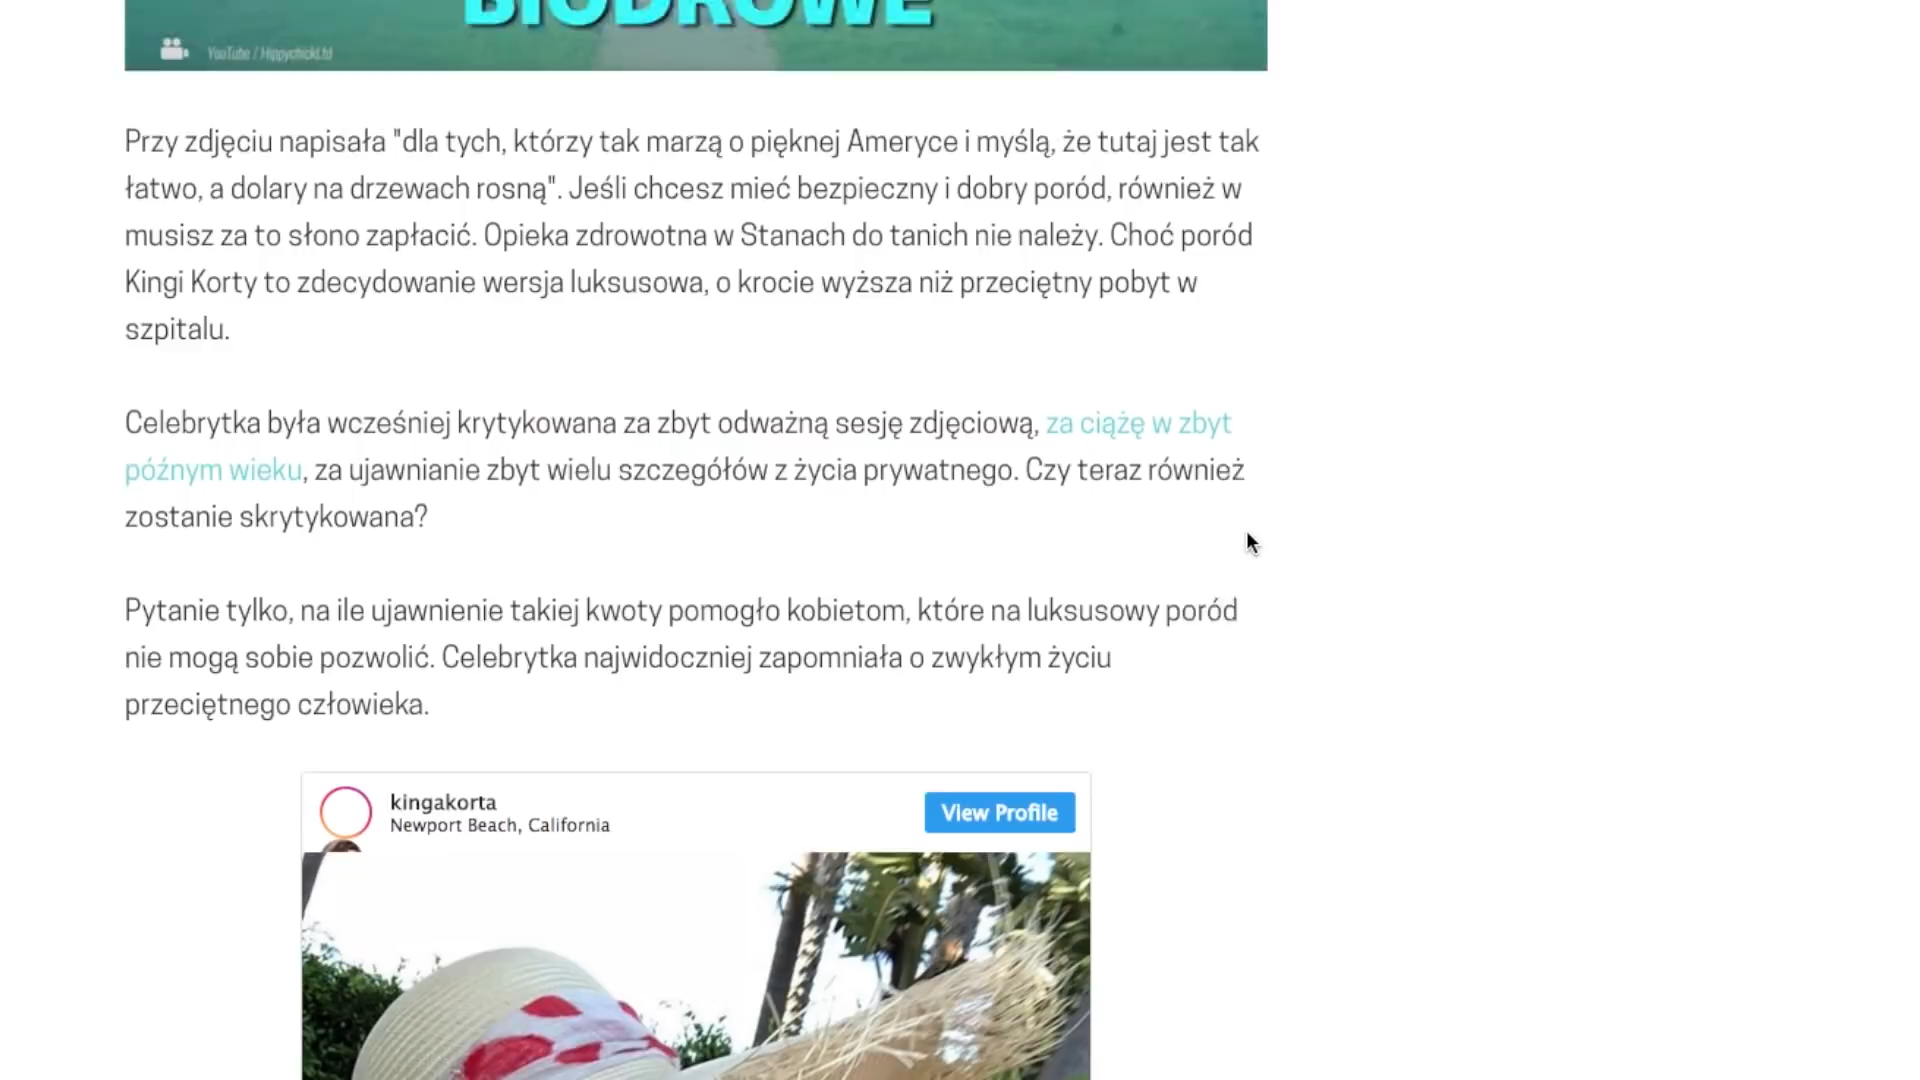 BIODROWE
YouTube / HippychickLtd
Przy zdjęciu napisała "dla tych, którzy tak marzą o pięknej Ameryce i myślą, że tutaj jest tak
łatwo, a dolary na drzewach rosną". Jeśli chcesz mieć bezpieczny i dobry poród, również w
musisz za to słono zapłacić. Opieka zdrowotna w Stanach do tanich nie należy. Choć poród
Kingi Korty to zdecydowanie wersja luksusowa, o krocie wyższa niż przeciętny pobyt w
szpitalu.
Celebrytka była wcześniej krytykowana za zbyt odważną sesję zdjęciową, za ciążę w zbyt
późnym wieku, za ujawnianie zbyt wielu szczegółów z życia prywatnego. Czy teraz również
zostanie skrytykowana?
Pytanie tylko, na ile ujawnienie takiej kwoty pomogło kobietom, które na luksusowy poród
nie mogą sobie pozwolić. Celebrytka najwidoczniej zapomniała o zwykłym życiu
przeciętnego człowieka.
kingakorta
Newport Beach, California
View Profile